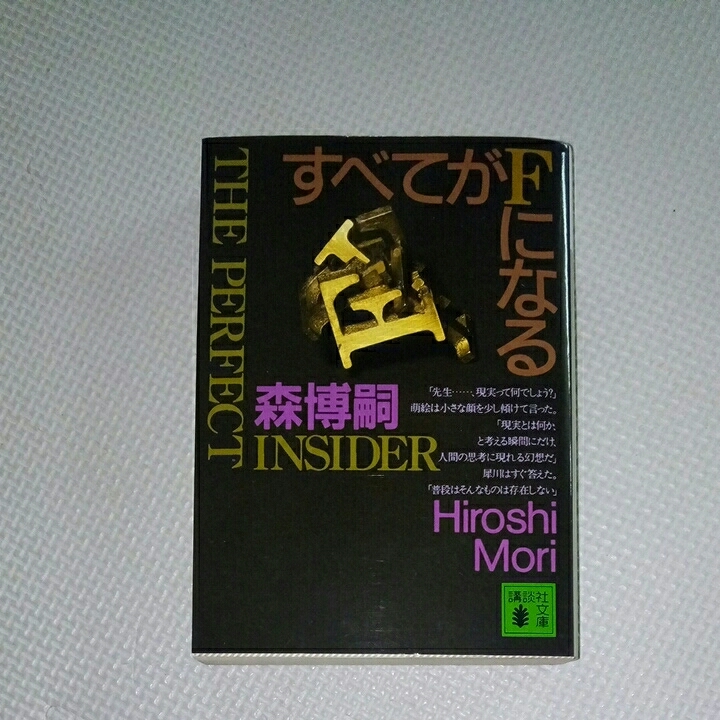 すべてがFになる
THE PERFECT INSIDER
森博嗣
「先生……、現実って何でしょう?」
萌絵は小さな顔を少し傾けて言った。
「現実とは何か、
と考える瞬間にだけ、
人間の思考に現れる幻想だ」
犀川はすぐ答えた。
「普段はそんなものは存在しない」
Hiroshi
Mori
講談社
文庫